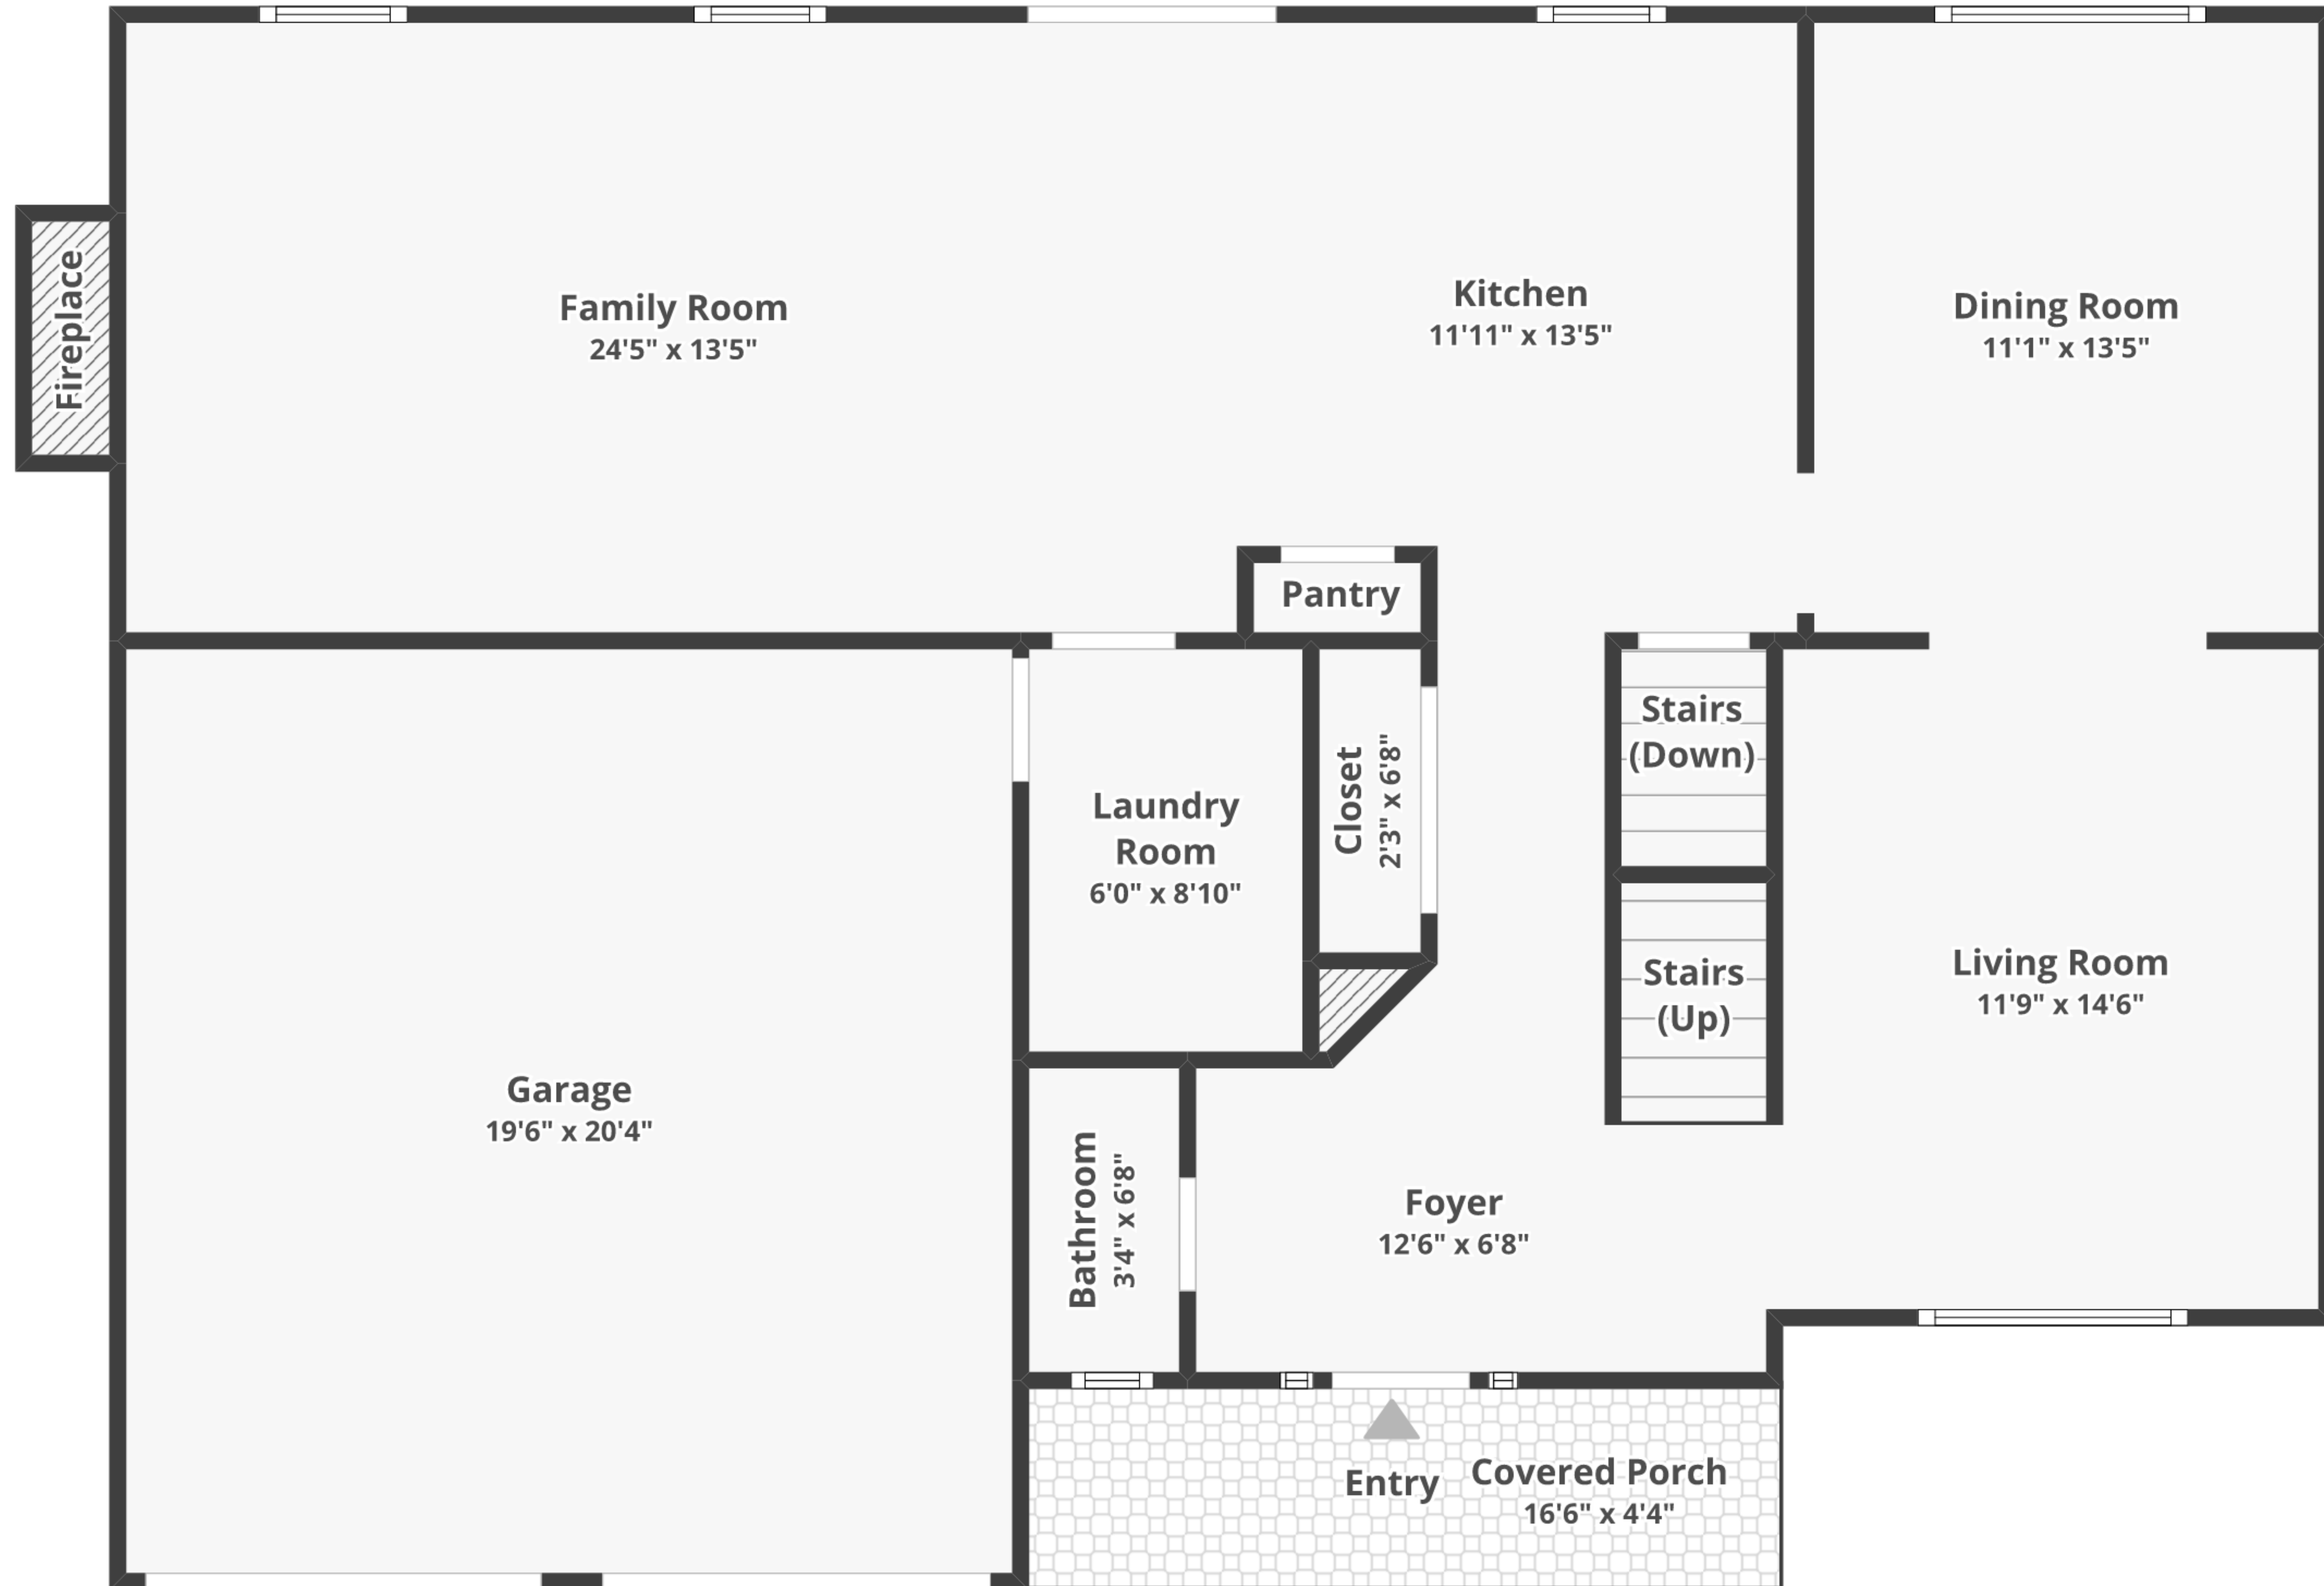 Family Room
24'5" x 13'5"
Kitchen
11'11" x 13'5"
Dining Room
11'1" x 13'5"
Fireplace
Pantry
Stairs
(Down)
Laundry
Room
6'0" x 8'10"
Closet
2'3" x 6'8"
Stairs
(Up)
Living Room
11'9" x 14'6"
Garage
19'6" x 20'4"
Bathroom
3'4" x 6'8"
Foyer
12'6" x 6'8"
Entry
Covered Porch
16'6" x 4'4"